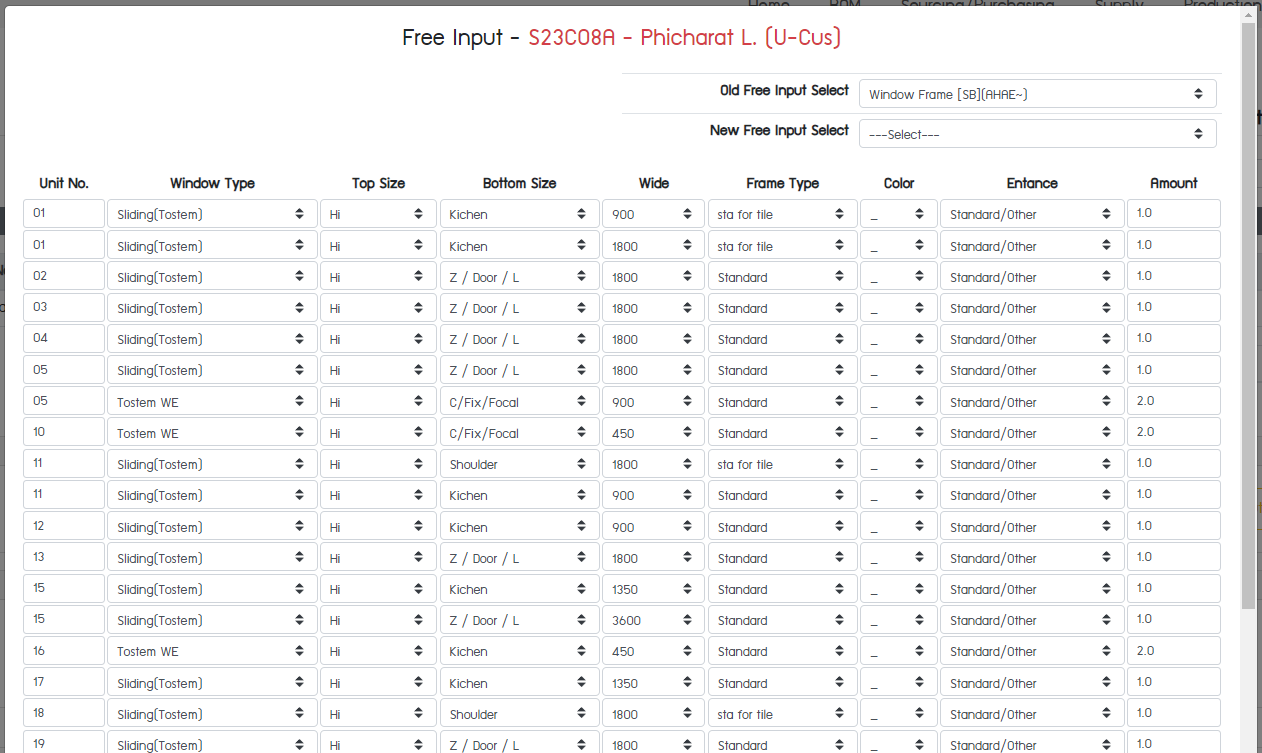 Home BOM Sourcing/Purchasing Supply Production
Free Input - S23C08A - Phicharat L. (U-Cus)
Old Free Input Select Window Frame [SB](AHAE~)
New Free Input Select ---Select---
Unit No. Window Type Top Size Bottom Size Wide Frame Type Color Entance Amount
01 Sliding(Tostem) Hi Kichen 900 sta for tile _ Standard/Other 1.0
01 Sliding(Tostem) Hi Kichen 1800 sta for tile _ Standard/Other 1.0
02 Sliding(Tostem) Hi Z / Door / L 1800 Standard _ Standard/Other 1.0
03 Sliding(Tostem) Hi Z / Door / L 1800 Standard _ Standard/Other 1.0
04 Sliding(Tostem) Hi Z / Door / L 1800 Standard _ Standard/Other 1.0
05 Sliding(Tostem) Hi Z / Door / L 1800 Standard _ Standard/Other 1.0
05 Tostem WE Hi C/Fix/Focal 900 Standard _ Standard/Other 2.0
10 Tostem WE Hi C/Fix/Focal 450 Standard _ Standard/Other 2.0
11 Sliding(Tostem) Hi Shoulder 1800 sta for tile _ Standard/Other 1.0
11 Sliding(Tostem) Hi Kichen 900 Standard _ Standard/Other 1.0
12 Sliding(Tostem) Hi Kichen 900 Standard _ Standard/Other 1.0
13 Sliding(Tostem) Hi Z / Door / L 1800 Standard _ Standard/Other 1.0
15 Sliding(Tostem) Hi Kichen 1350 Standard _ Standard/Other 1.0
15 Sliding(Tostem) Hi Z / Door / L 3600 Standard _ Standard/Other 1.0
16 Tostem WE Hi Kichen 450 Standard _ Standard/Other 2.0
17 Sliding(Tostem) Hi Kichen 1350 Standard _ Standard/Other 1.0
18 Sliding(Tostem) Hi Shoulder 1800 sta for tile _ Standard/Other 1.0
19 Sliding(Tostem) Hi Z / Door / L 1800 Standard _ Standard/Other 1.0